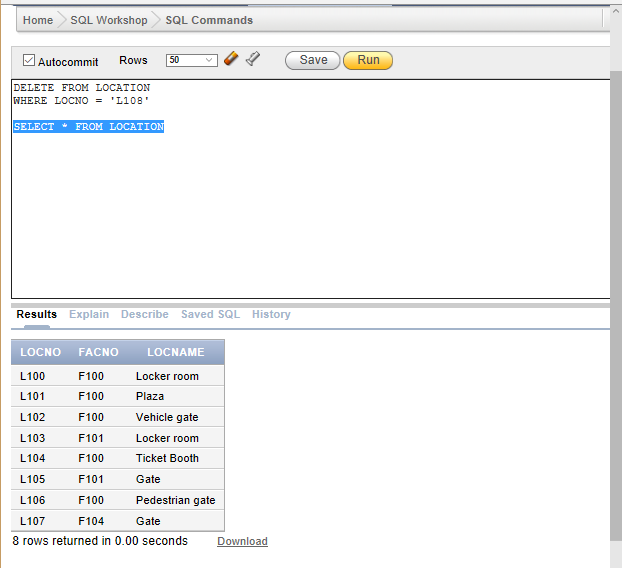 Home SQL Workshop SQL Commands
Autocommit Rows 50 Save Run
DELETE FROM LOCATION
WHERE LOCNO = 'L108'
SELECT * FROM LOCATION
Results Explain Describe Saved SQL History
LOCNO FACNO LOCNAME
L100 F100 Locker room
L101 F100 Plaza
L102 F100 Vehicle gate
L103 F101 Locker room
L104 F100 Ticket Booth
L105 F101 Gate
L106 F100 Pedestrian gate
L107 F104 Gate
8 rows returned in 0.00 seconds Download